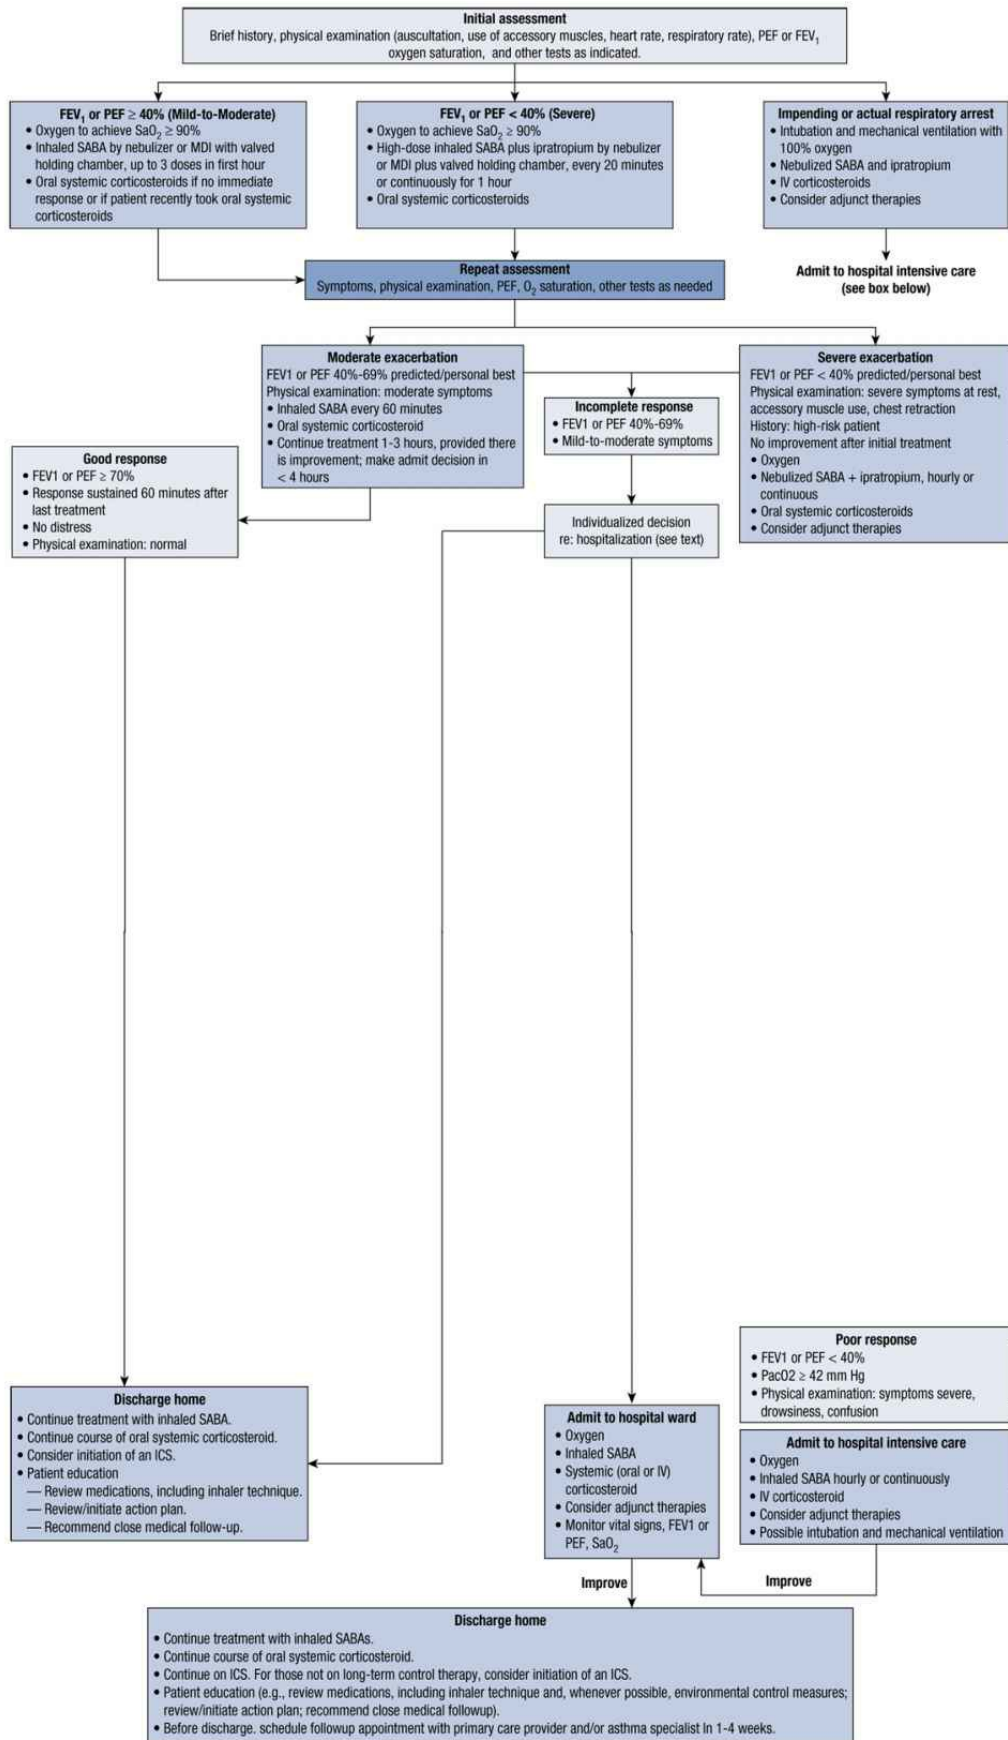 Initial assessment
Brief history, physical examination (auscultation, use of accessory muscles, heart rate, respiratory rate), PEF or FEV₁
oxygen saturation, and other tests as indicated.
FEV₁ or PEF ≥ 40% (Mild-to-Moderate)
• Oxygen to achieve SaO₂ ≥ 90%
• Inhaled SABA by nebulizer or MDI with valved
holding chamber, up to 3 doses in first hour
• Oral systemic corticosteroids if no immediate
response or if patient recently took oral systemic
corticosteroids
FEV₁ or PEF < 40% (Severe)
• Oxygen to achieve SaO₂ ≥ 90%
• High-dose inhaled SABA plus ipratropium by nebulizer
or MDI plus valved holding chamber, every 20 minutes
or continuously for 1 hour
• Oral systemic corticosteroids
Impending or actual respiratory arrest
• Intubation and mechanical ventilation with
100% oxygen
• Nebulized SABA and ipratropium
• IV corticosteroids
• Consider adjunct therapies
Repeat assessment
Symptoms, physical examination, PEF, O₂ saturation, other tests as needed
Admit to hospital intensive care
(see box below)
Moderate exacerbation
FEV1 or PEF 40%-69% predicted/personal best
Physical examination: moderate symptoms
• Inhaled SABA every 60 minutes
• Oral systemic corticosteroid
• Continue treatment 1-3 hours, provided there
is improvement; make admit decision in
< 4 hours
Incomplete response
• FEV1 or PEF 40%-69%
• Mild-to-moderate symptoms
Severe exacerbation
FEV1 or PEF < 40% predicted/personal best
Physical examination: severe symptoms at rest,
accessory muscle use, chest retraction
History: high-risk patient
No improvement after initial treatment
• Oxygen
• Nebulized SABA + ipratropium, hourly or
continuous
• Oral systemic corticosteroids
• Consider adjunct therapies
Good response
• FEV1 or PEF ≥ 70%
• Response sustained 60 minutes after
last treatment
• No distress
• Physical examination: normal
Individualized decision
re: hospitalization (see text)
Poor response
• FEV1 or PEF < 40%
• PacO2 ≥ 42 mm Hg
• Physical examination: symptoms severe,
drowsiness, confusion
Discharge home
• Continue treatment with inhaled SABA.
• Continue course of oral systemic corticosteroid.
• Consider initiation of an ICS.
• Patient education
— Review medications, including inhaler technique.
— Review/initiate action plan.
— Recommend close medical follow-up.
Admit to hospital ward
• Oxygen
• Inhaled SABA
• Systemic (oral or IV)
corticosteroid
• Consider adjunct therapies
• Monitor vital signs, FEV1 or
PEF, SaO₂
Admit to hospital intensive care
• Oxygen
• Inhaled SABA hourly or continuously
• IV corticosteroid
• Consider adjunct therapies
• Possible intubation and mechanical ventilation
Improve
Improve
Discharge home
• Continue treatment with inhaled SABAs.
• Continue course of oral systemic corticosteroid.
• Continue on ICS. For those not on long-term control therapy, consider initiation of an ICS.
• Patient education (e.g., review medications, including inhaler technique and, whenever possible, environmental control measures;
review/initiate action plan; recommend close medical followup).
• Before discharge. schedule followup appointment with primary care provider and/or asthma specialist In 1-4 weeks.